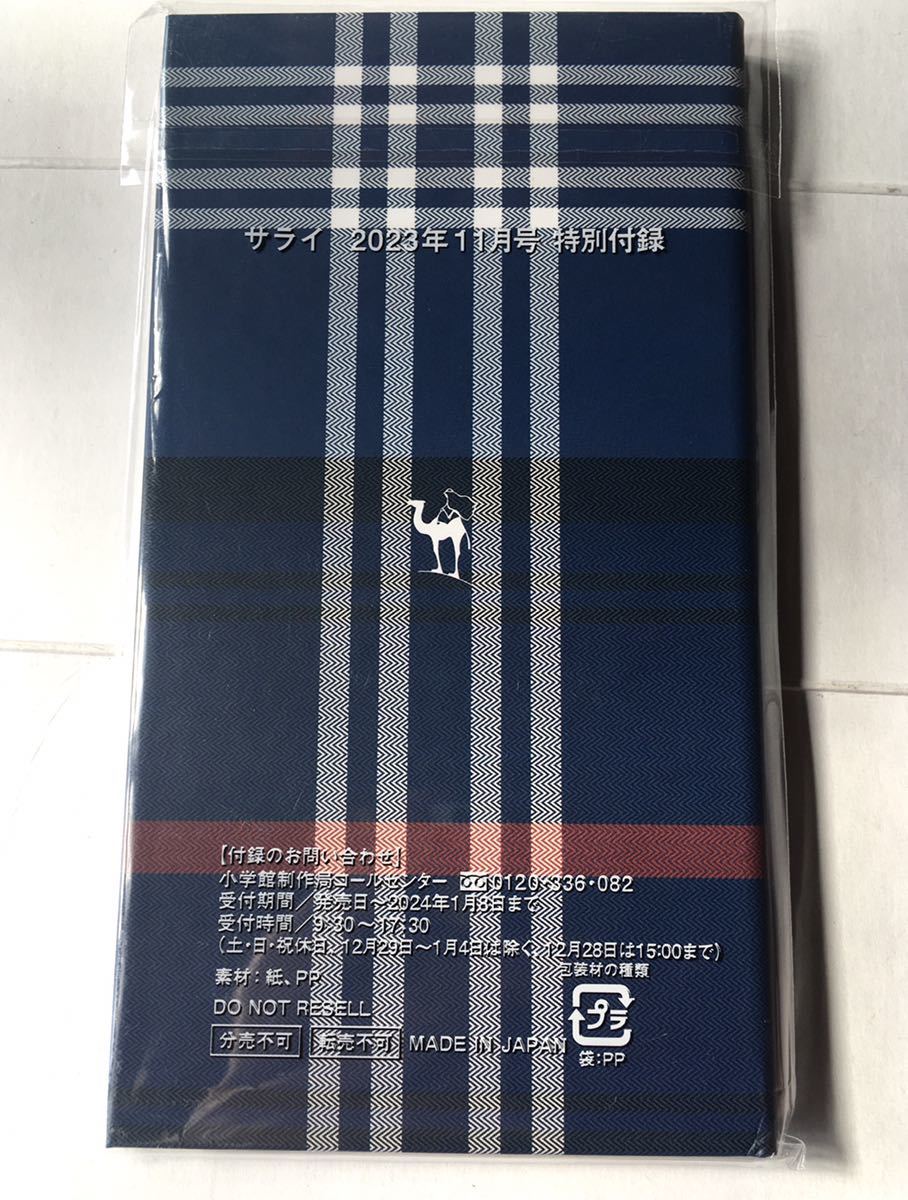 サライ 2023年11月号 特別付録
【付録のお問い合わせ】
小学館制作局コールセンター 0120・336・082
受付期間/発売日〜2024年1月8日まで
受付時間/9:30〜17:30
(土・日・祝休日、12月29日〜1月4日は除く、12月28日は15:00まで)
包装材の種類
素材:紙、PP
DO NOT RESELL
分売不可 転売不可 MADE IN JAPAN
プラ
袋:PP